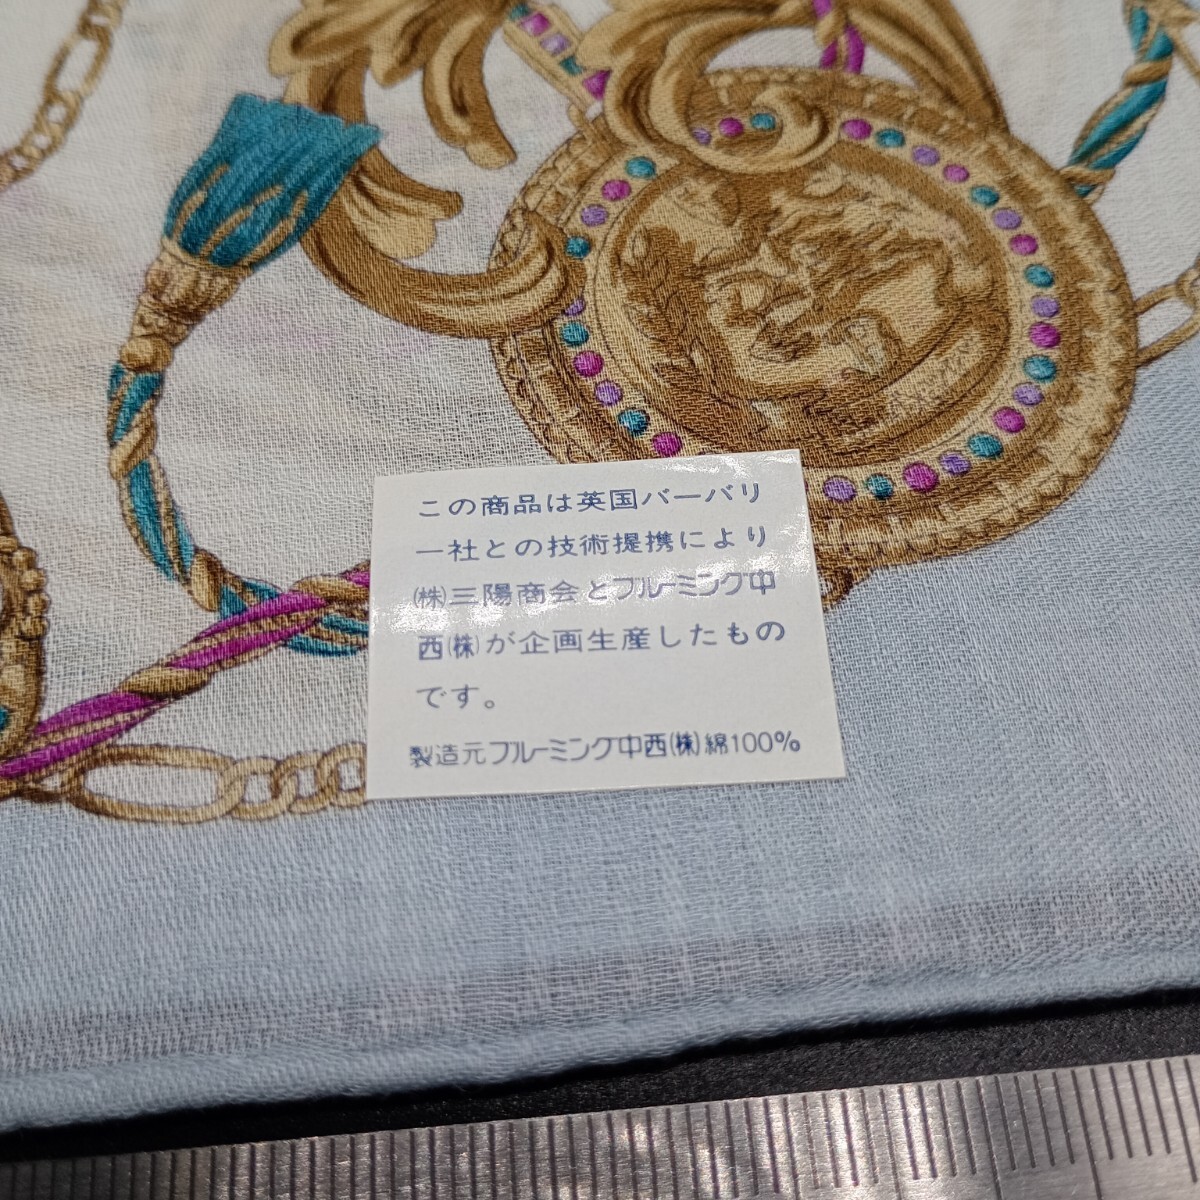 この商品は英国バーバリ
ー社との技術提携により
㈱三陽商会とブルーミング中
西㈱が企画生産したもの
です。
製造元ブルーミング中西㈱綿100%